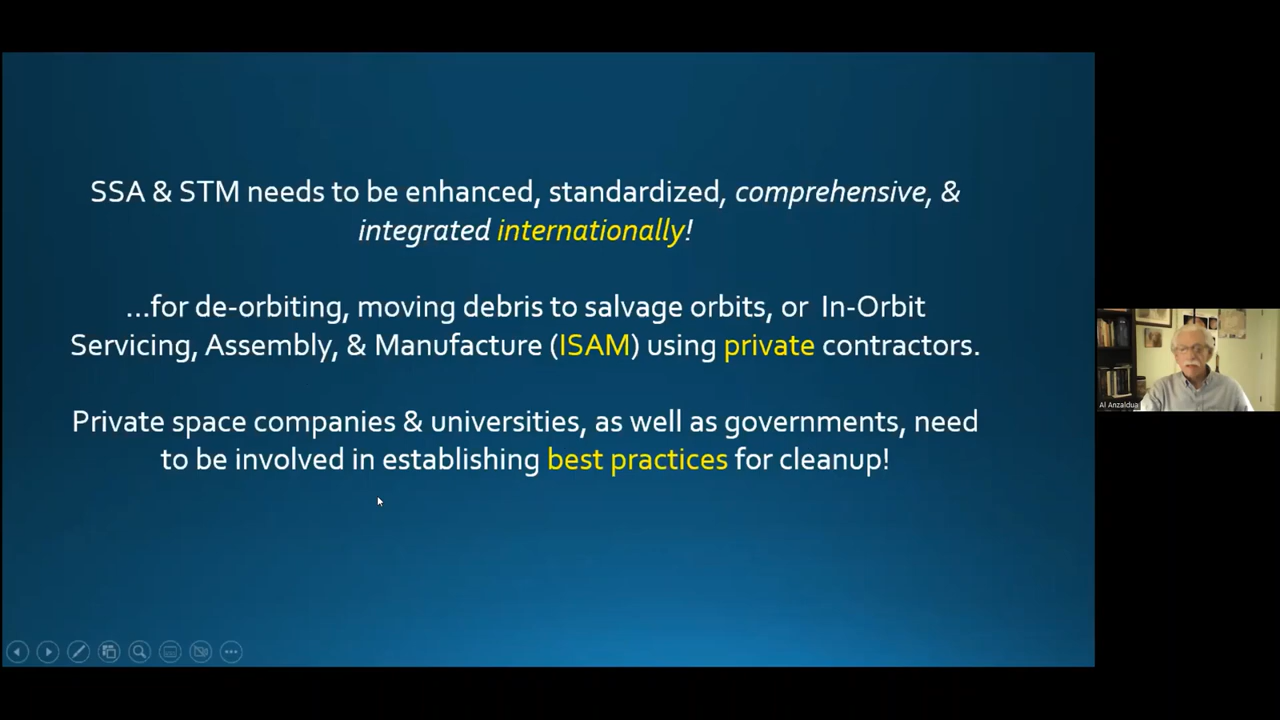 SSA & STM needs to be enhanced, standardized, comprehensive, &
integrated internationally!
...for de-orbiting, moving debris to salvage orbits, or In-Orbit
Servicing, Assembly, & Manufacture (ISAM) using private contractors.
Private space companies & universities, as well as governments, need
to be involved in establishing best practices for cleanup!
Al Anzaldua